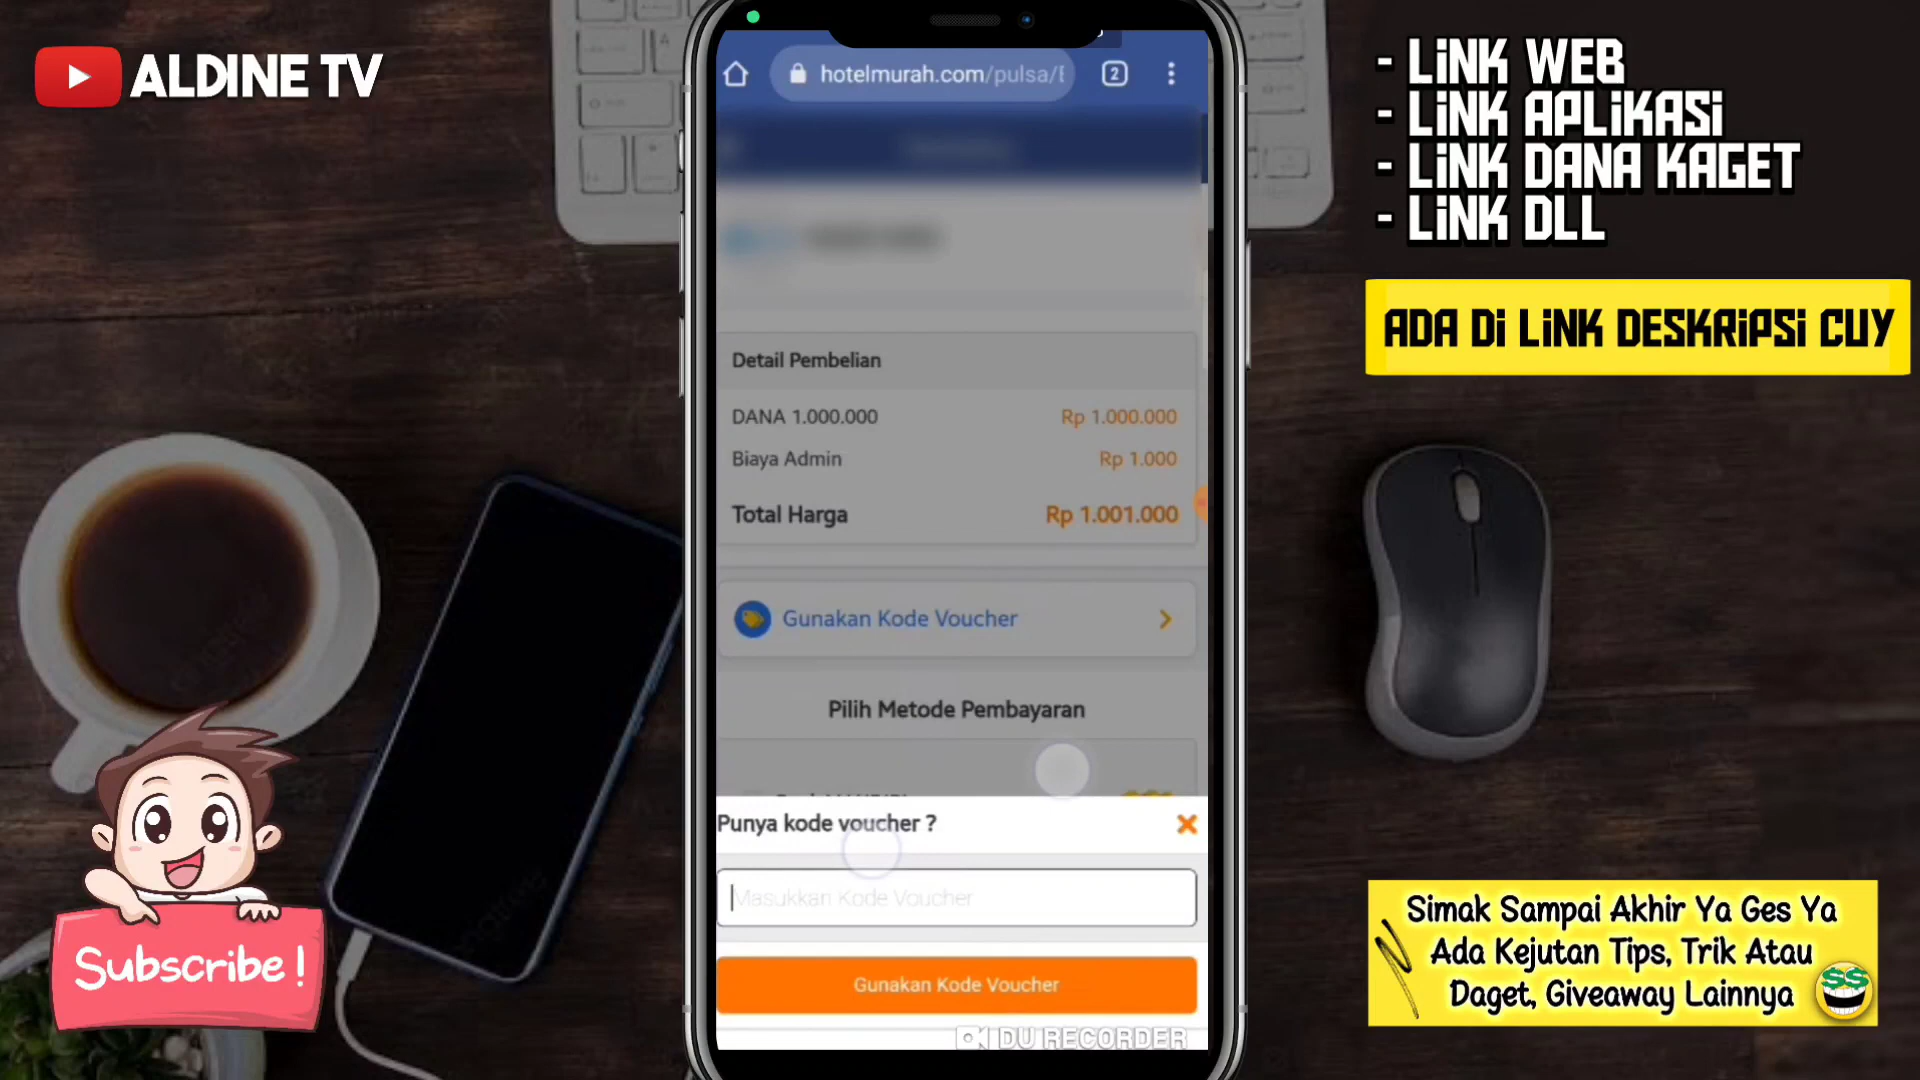 ALDINE TV
- LINK WEB
- LINK APLIKASI
- LINK DANA KAGET
- LINK DLL
ADA DI LINK DESKRIPSI CUY
hotelmurah.com/pulsa/
2
Detail Pembelian
DANA 1.000.000
Rp 1.000.000
Biaya Admin
Rp 1.000
Total Harga
Rp 1.001.000
Gunakan Kode Voucher
Pilih Metode Pembayaran
Punya kode voucher ?
Masukkan Kode Voucher
Gunakan Kode Voucher
DU RECORDER
Subscribe!
Simak Sampai Akhir Ya Ges Ya
Ada Kejutan Tips, Trik Atau
Daget, Giveaway Lainnya